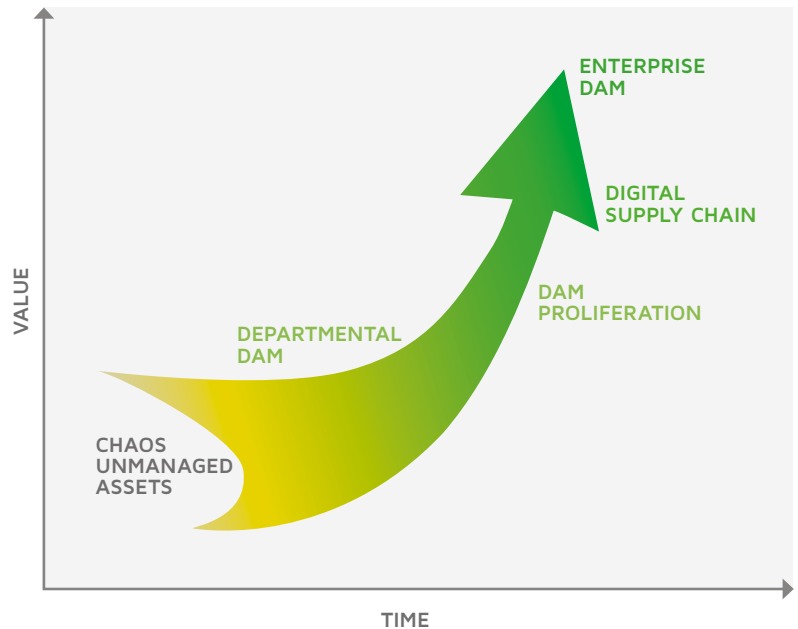 ENTERPRISE
DAM
DIGITAL
SUPPLY CHAIN
DAM
PROLIFERATION
DEPARTMENTAL
DAM
CHAOS
UNMANAGED
ASSETS
VALUE
TIME